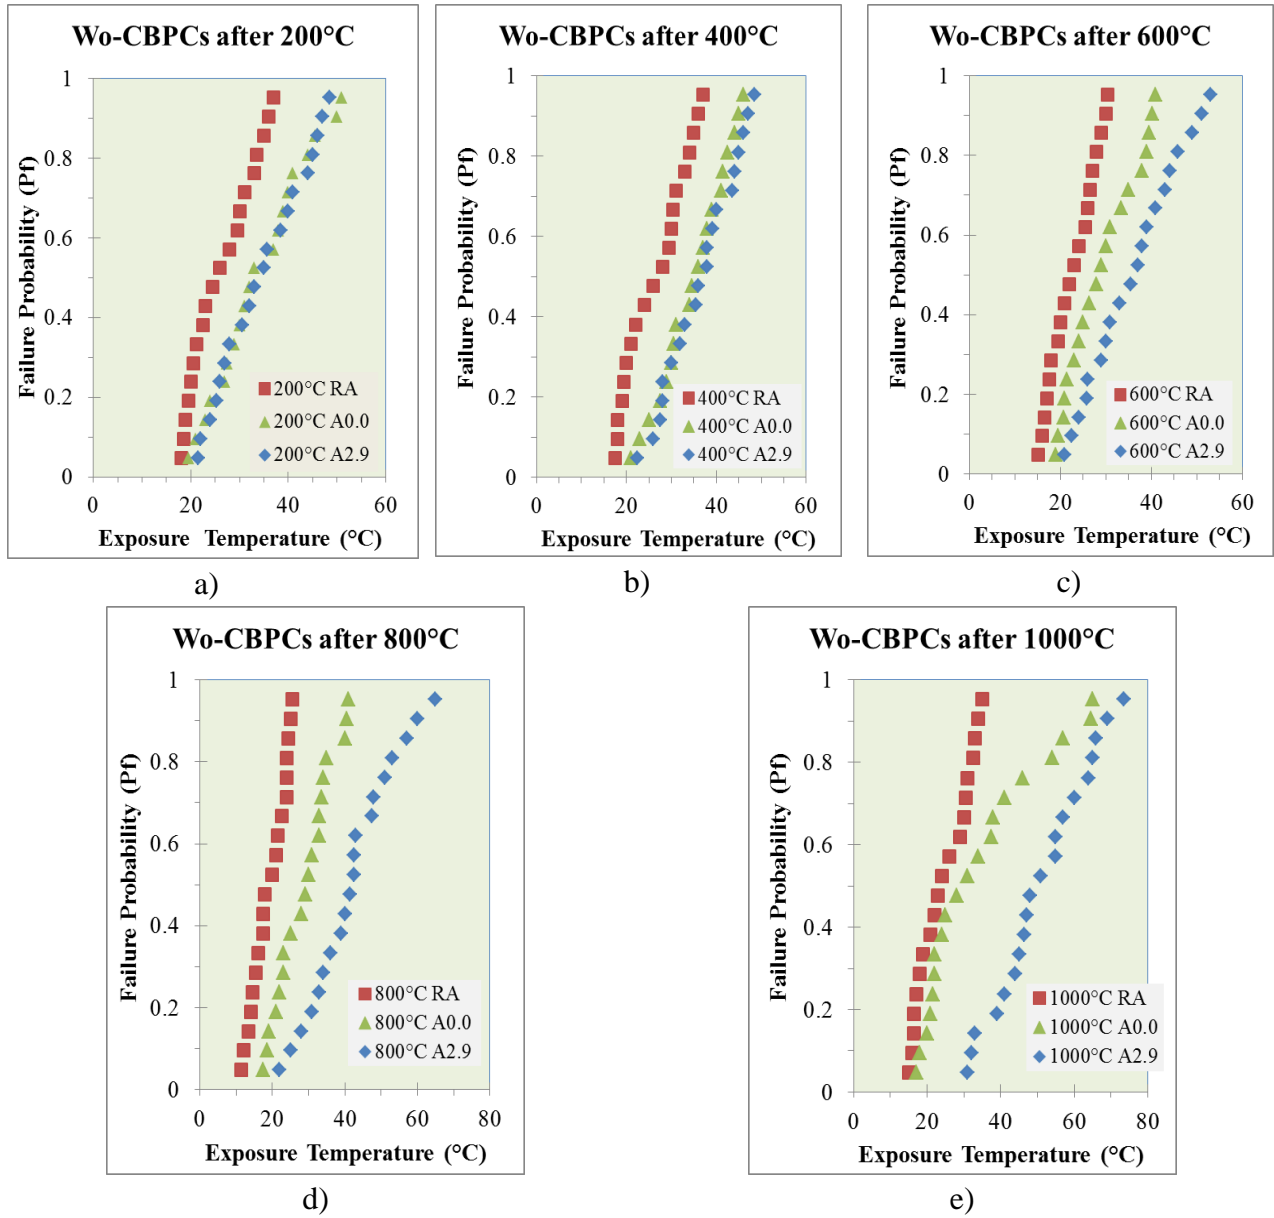 Wo-CBPCs after 200°C
1
0.8
0.6
0.4
0.2
0
0 20 40 60
Failure Probability (Pf)
Exposure Temperature (°C)
200°C RA
200°C A0.0
200°C A2.9
a)
Wo-CBPCs after 400°C
1
0.8
0.6
0.4
0.2
0
0 20 40 60
Failure Probability (Pf)
Exposure Temperature (°C)
400°C RA
400°C A0.0
400°C A2.9
b)
Wo-CBPCs after 600°C
1
0.8
0.6
0.4
0.2
0
0 20 40 60
Failure Probability (Pf)
Exposure Temperature (°C)
600°C RA
600°C A0.0
600°C A2.9
c)
Wo-CBPCs after 800°C
1
0.8
0.6
0.4
0.2
0
0 20 40 60 80
Failure Probability (Pf)
Exposure Temperature (°C)
800°C RA
800°C A0.0
800°C A2.9
d)
Wo-CBPCs after 1000°C
1
0.8
0.6
0.4
0.2
0
0 20 40 60 80
Failure Probability (Pf)
Exposure Temperature (°C)
1000°C RA
1000°C A0.0
1000°C A2.9
e)